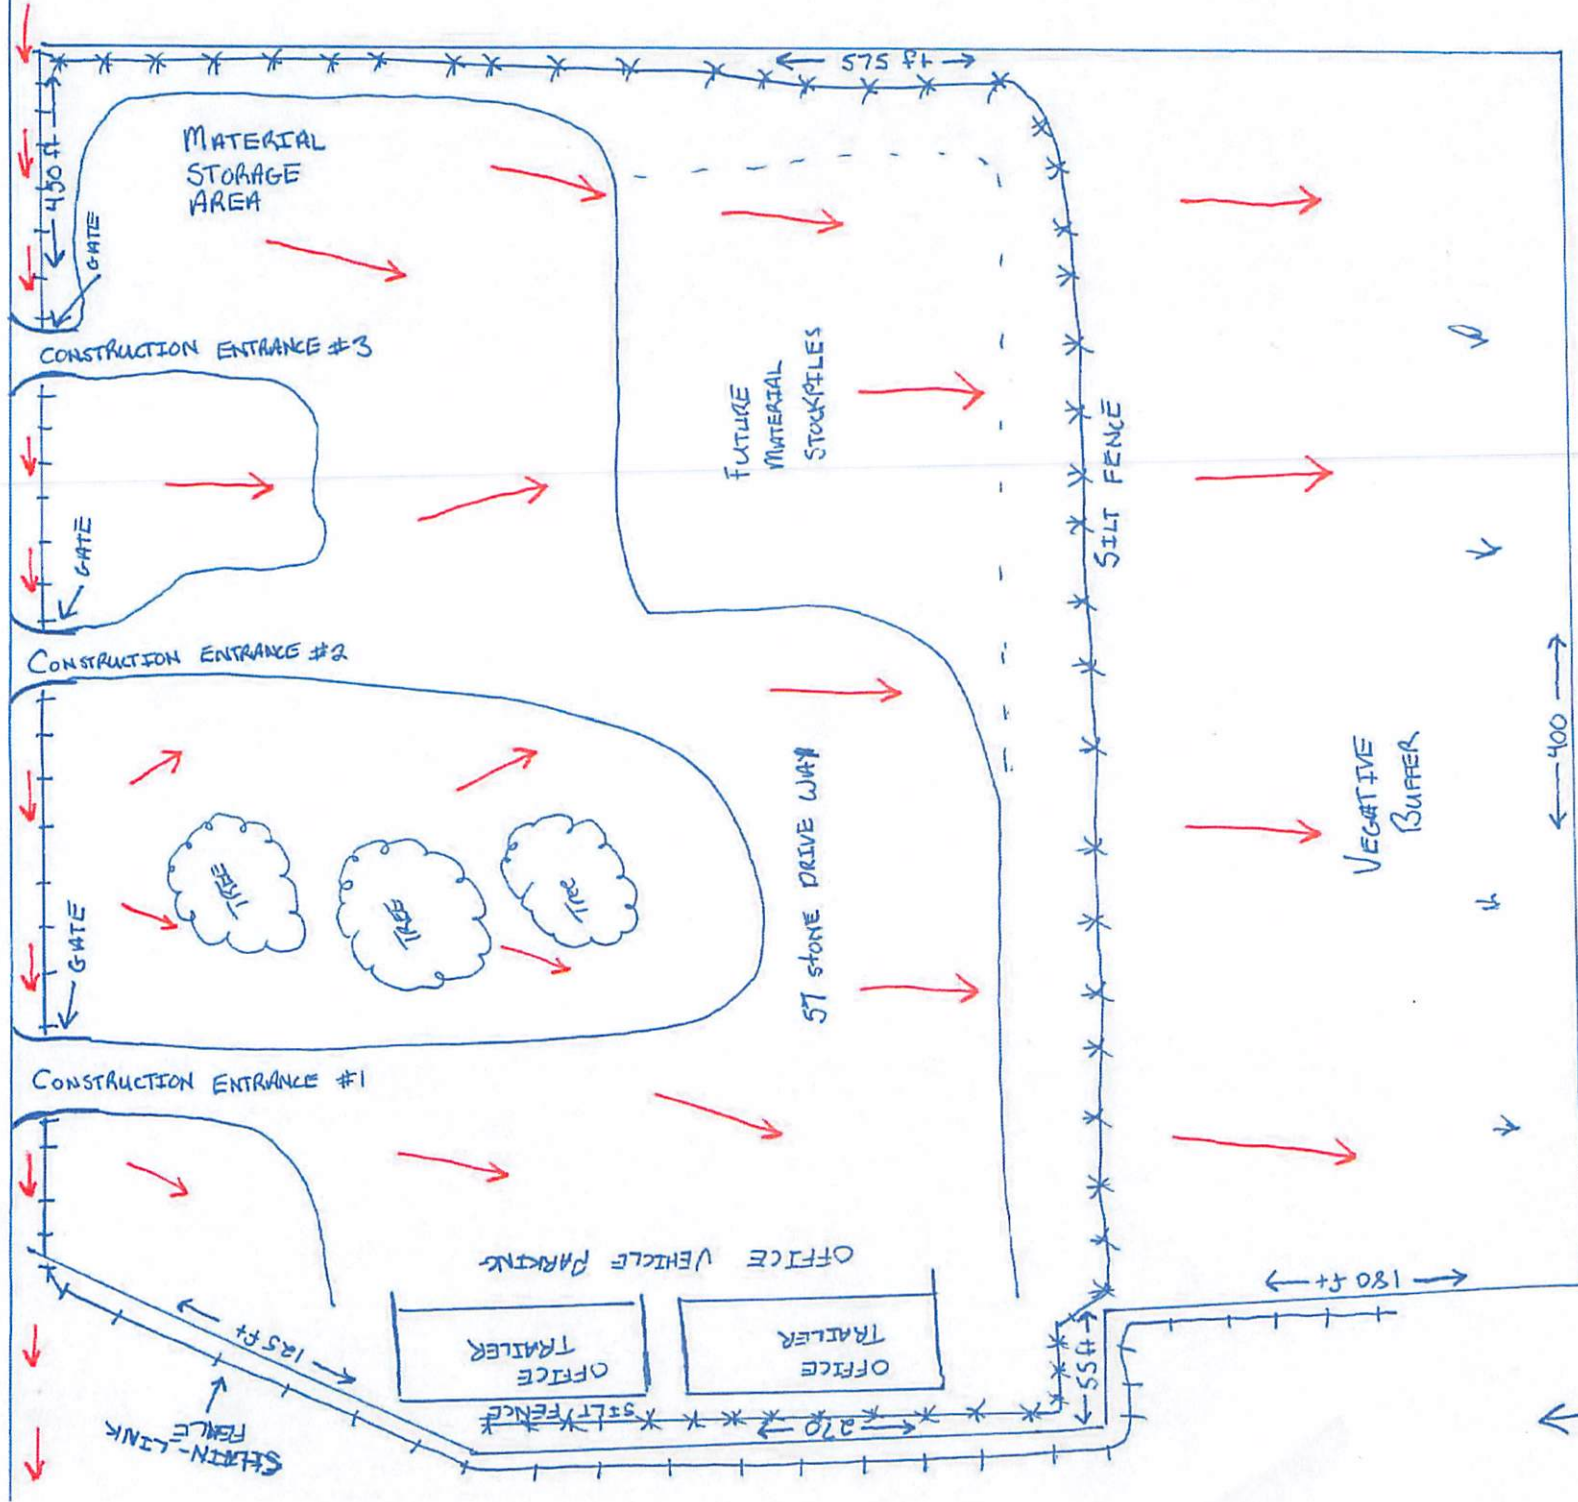 575 ft
450 ft
MATERIAL
STORAGE
AREA
GATE
CONSTRUCTION ENTRANCE #3
FUTURE
MATERIAL
STOCKPILES
SILT FENCE
GATE
CONSTRUCTION ENTRANCE #2
400
VEGATIVE
BUFFER
57 STONE DRIVE WAY
TREE
TREE
TREE
GATE
CONSTRUCTION ENTRANCE #1
OFFICE VEHICLE PARKING
180 ft
125 ft
OFFICE
TRAILER
OFFICE
TRAILER
55 ft
SILT FENCE
270
CHAIN-LINK
FENCE